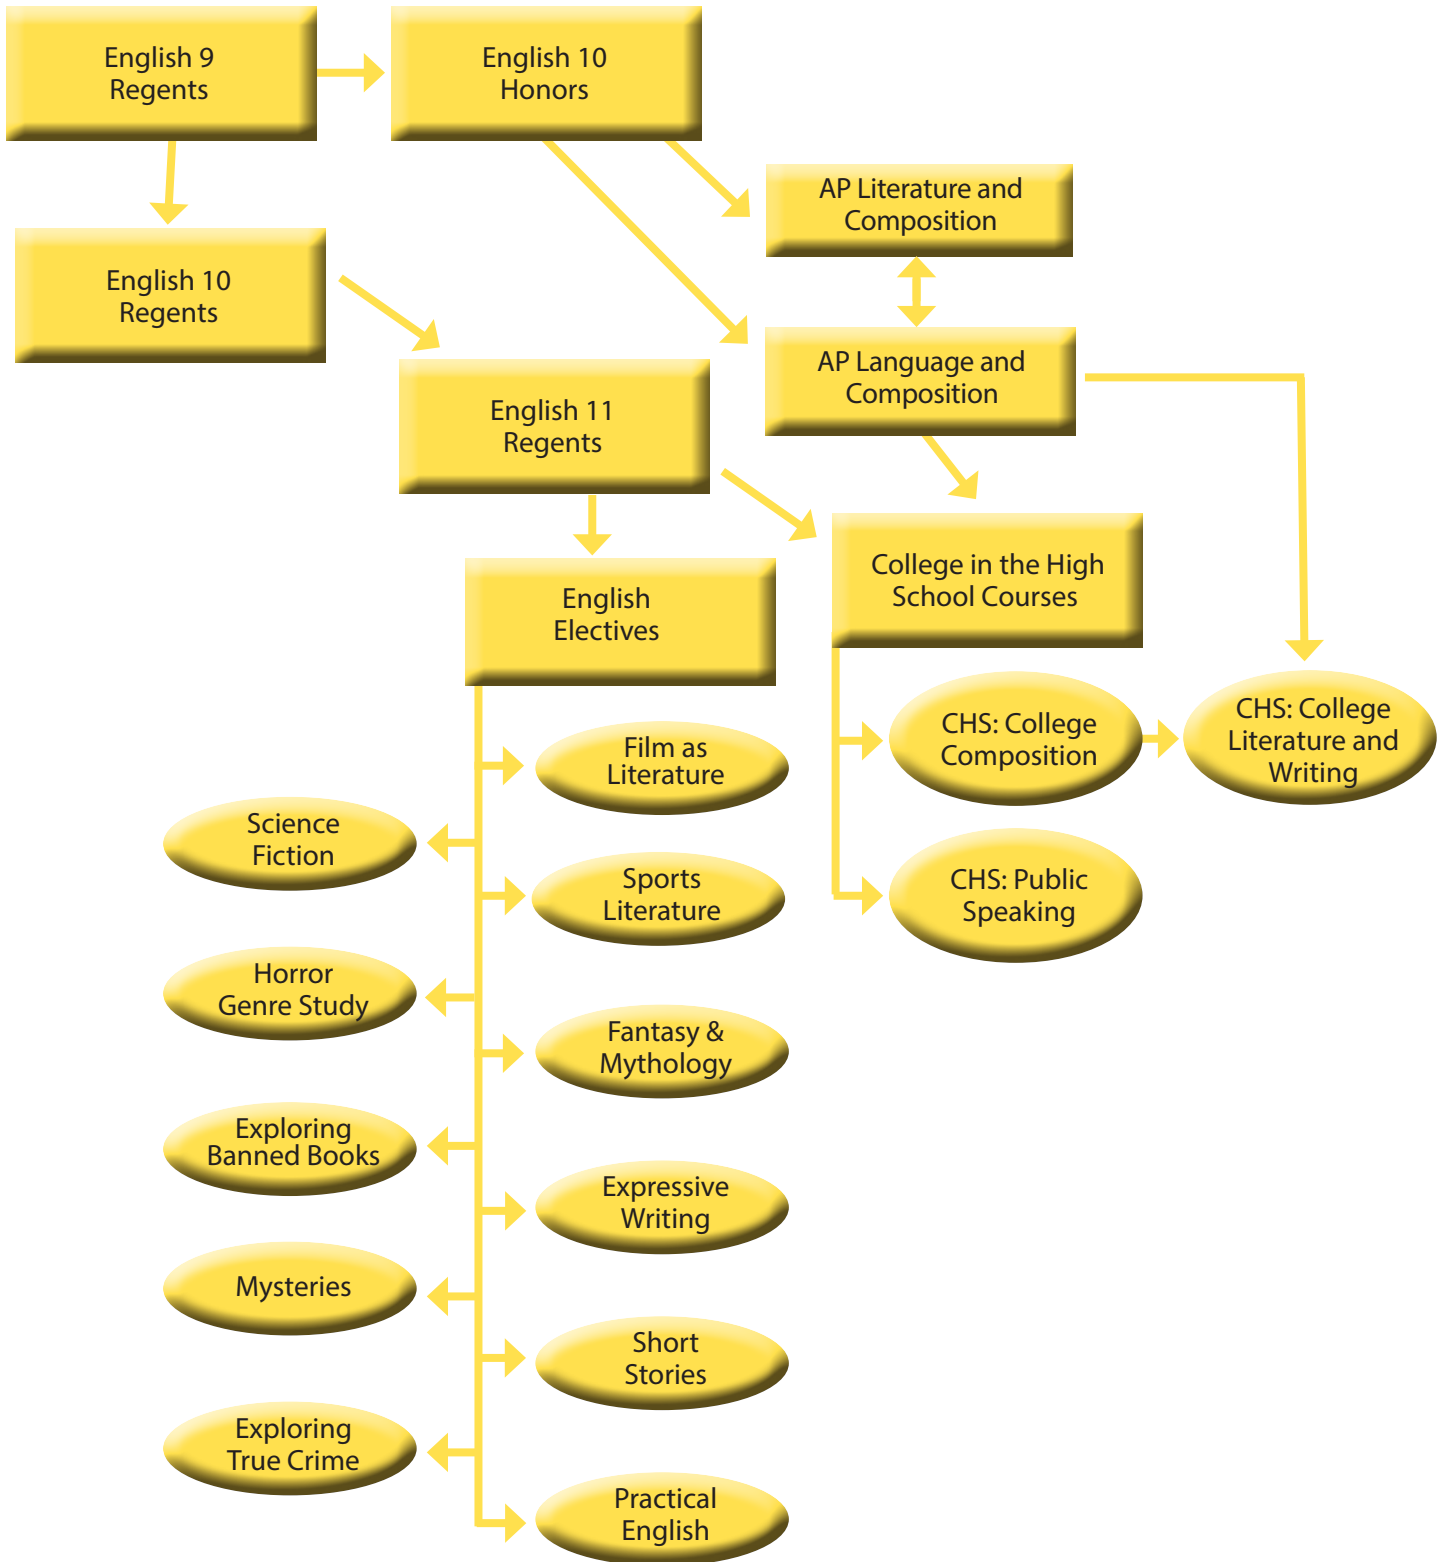 English 9
Regents
English 10
Honors
AP Literature and
Composition
English 10
Regents
AP Language and
Composition
English 11
Regents
College in the High
School Courses
English
Electives
CHS: College
Composition
CHS: College
Literature and
Writing
Film as
Literature
Science
Fiction
Sports
Literature
CHS: Public
Speaking
Horror
Genre Study
Fantasy &
Mythology
Exploring
Banned Books
Expressive
Writing
Mysteries
Short
Stories
Exploring
True Crime
Practical
English